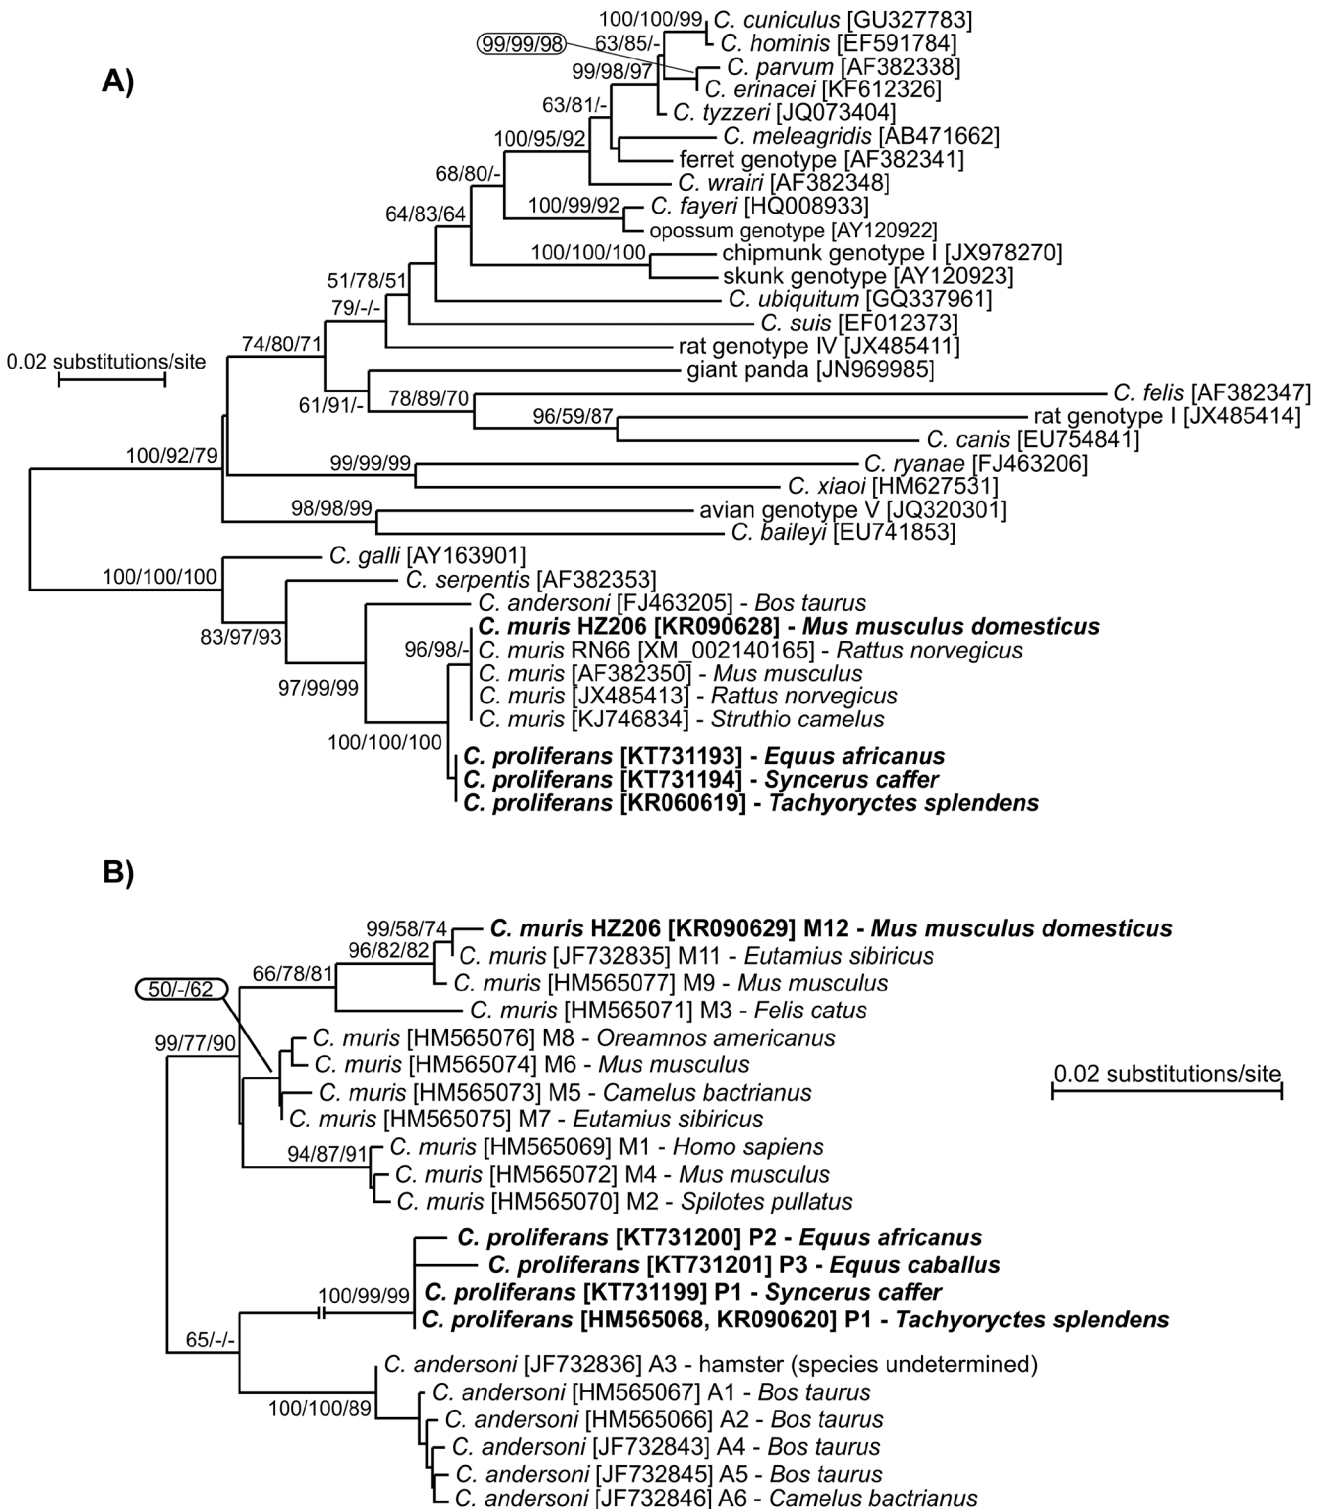 A)
100/100/99 C. cuniculus [GU327783]
99/99/98 63/85/- C. hominis [EF591784]
99/98/97 C. parvum [AF382338]
C. erinacei [KF612326]
63/81/- C. tyzzeri [JQ073404]
100/95/92 C. meleagridis [AB471662]
ferret genotype [AF382341]
68/80/- C. wrairi [AF382348]
64/83/64 100/99/92 C. fayeri [HQ008933]
opossum genotype [AY120922]
100/100/100 chipmunk genotype I [JX978270]
51/78/51 skunk genotype [AY120923]
79/-/- C. ubiquitum [GQ337961]
C. suis [EF012373]
74/80/71 rat genotype IV [JX485411]
0.02 substitutions/site
giant panda [JN969985]
61/91/- 78/89/70 C. felis [AF382347]
96/59/87 rat genotype I [JX485414]
C. canis [EU754841]
100/92/79 99/99/99 C. ryanae [FJ463206]
C. xiaoi [HM627531]
98/98/99 avian genotype V [JQ320301]
C. baileyi [EU741853]
C. galli [AY163901]
100/100/100 C. serpentis [AF382353]
C. andersoni [FJ463205] - Bos taurus
83/97/93 C. muris HZ206 [KR090628] - Mus musculus domesticus
96/98/- C. muris RN66 [XM_002140165] - Rattus norvegicus
C. muris [AF382350] - Mus musculus
97/99/99 C. muris [JX485413] - Rattus norvegicus
C. muris [KJ746834] - Struthio camelus
100/100/100
C. proliferans [KT731193] - Equus africanus
C. proliferans [KT731194] - Syncerus caffer
C. proliferans [KR060619] - Tachyoryctes splendens
B)
99/58/74 C. muris HZ206 [KR090629] M12 - Mus musculus domesticus
96/82/82 C. muris [JF732835] M11 - Eutamius sibiricus
66/78/81 C. muris [HM565077] M9 - Mus musculus
50/-/62 C. muris [HM565071] M3 - Felis catus
99/77/90 C. muris [HM565076] M8 - Oreamnos americanus
C. muris [HM565074] M6 - Mus musculus
0.02 substitutions/site
C. muris [HM565073] M5 - Camelus bactrianus
C. muris [HM565075] M7 - Eutamius sibiricus
94/87/91 C. muris [HM565069] M1 - Homo sapiens
C. muris [HM565072] M4 - Mus musculus
C. muris [HM565070] M2 - Spilotes pullatus
C. proliferans [KT731200] P2 - Equus africanus
C. proliferans [KT731201] P3 - Equus caballus
100/99/99 C. proliferans [KT731199] P1 - Syncerus caffer
C. proliferans [HM565068, KR090620] P1 - Tachyoryctes splendens
65/-/-
C. andersoni [JF732836] A3 - hamster (species undetermined)
C. andersoni [HM565067] A1 - Bos taurus
100/100/89 C. andersoni [HM565066] A2 - Bos taurus
C. andersoni [JF732843] A4 - Bos taurus
C. andersoni [JF732845] A5 - Bos taurus
C. andersoni [JF732846] A6 - Camelus bactrianus